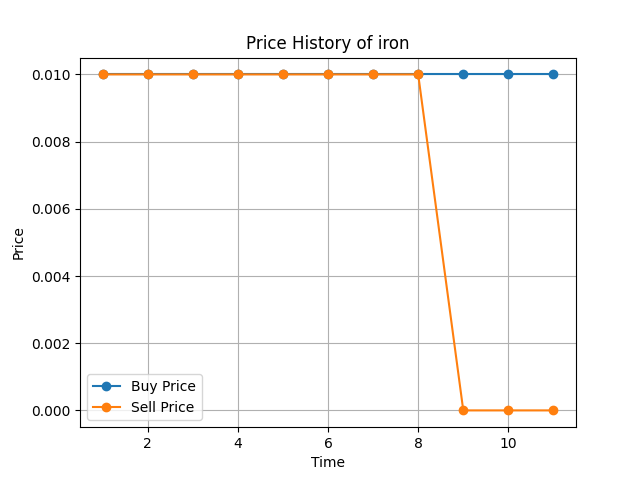 Price History of iron
0.010
0.008
0.006
0.004
0.002
0.000
Price
Buy Price
Sell Price
2 4 6 8 10
Time